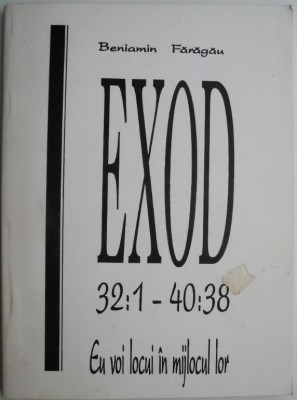 Beniamin Fărăgău
EXOD
32:1 - 40:38
Eu voi locui în mijlocul lor